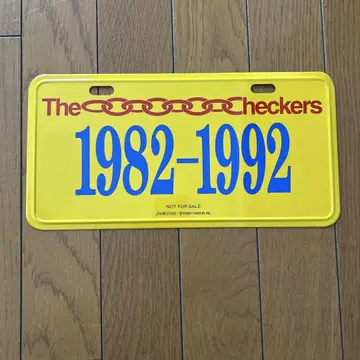 The Checkers
1982-1992
NOT FOR SALE